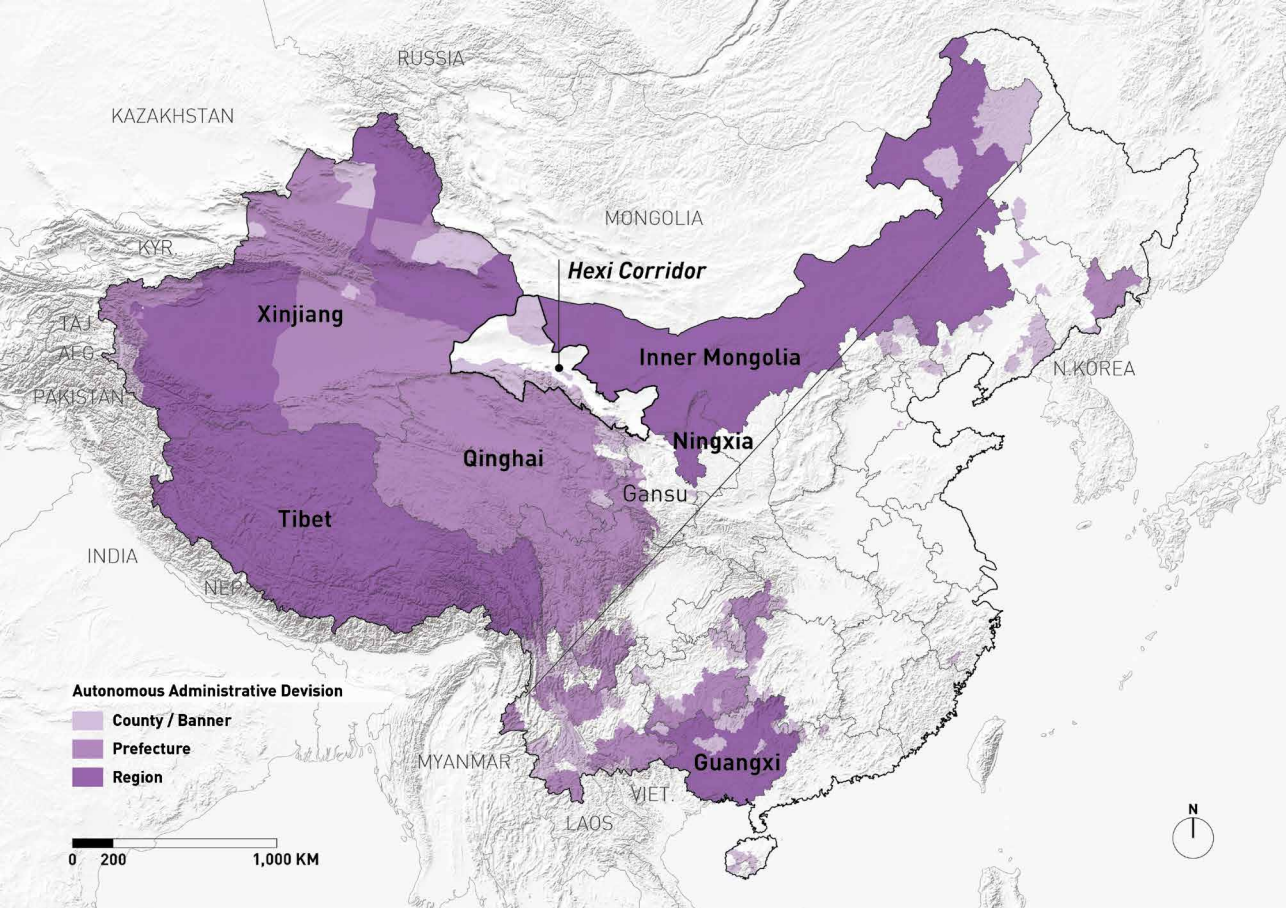 RUSSIA
KAZAKHSTAN
MONGOLIA
KYR.
Hexi Corridor
Xinjiang
TAJ.
AFG.
Inner Mongolia
N.KOREA
PAKISTAN
Ningxia
Qinghai
Gansu
Tibet
INDIA
NEP.
Autonomous Administrative Devision
County / Banner
Prefecture
Region
MYANMAR
Guangxi
VIET.
LAOS
N
0 200 1,000 KM